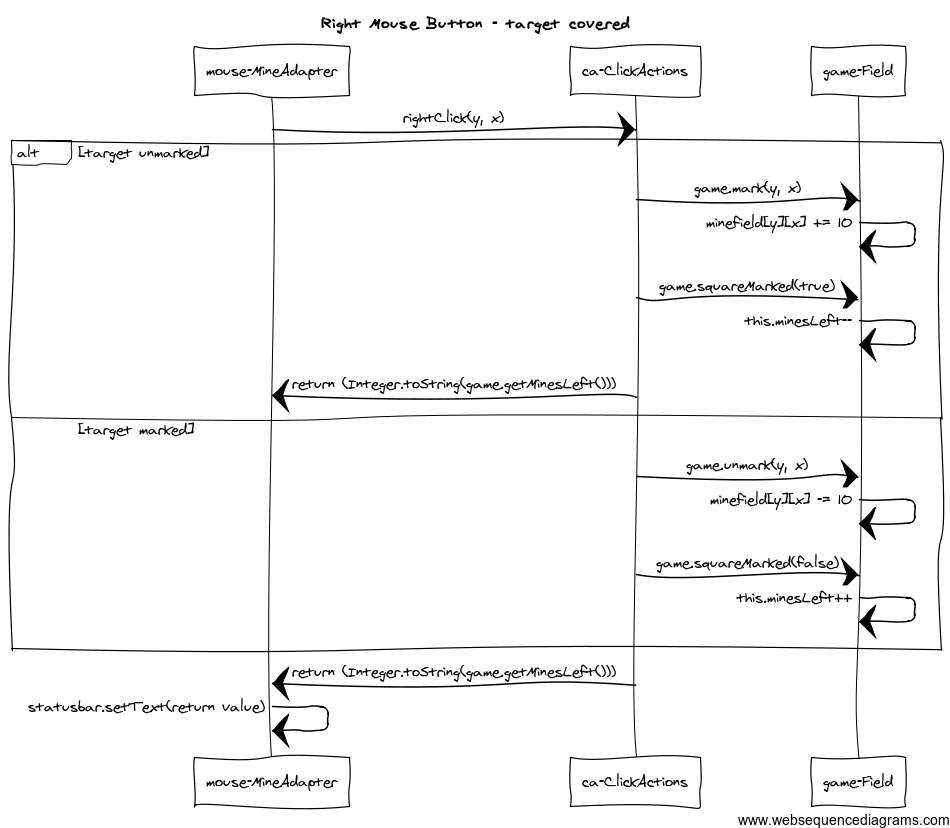 Right Mouse Button - target covered
mouse-MineAdapter
ca-ClickActions
game-Field
rightClick(y, x)
alt
[target unmarked]
game.mark(y, x)
minefield[y][x] += 10
game.squareMarked(true)
this.minesLeft--
return (Integer.toString(game.getMinesLeft()))
[target marked]
game.unmark(y, x)
minefield[y][x] -= 10
game.squareMarked(false)
this.minesLeft++
return (Integer.toString(game.getMinesLeft()))
statusbar.setText(return value)
mouse-MineAdapter
ca-ClickActions
game-Field
www.websequencediagrams.com